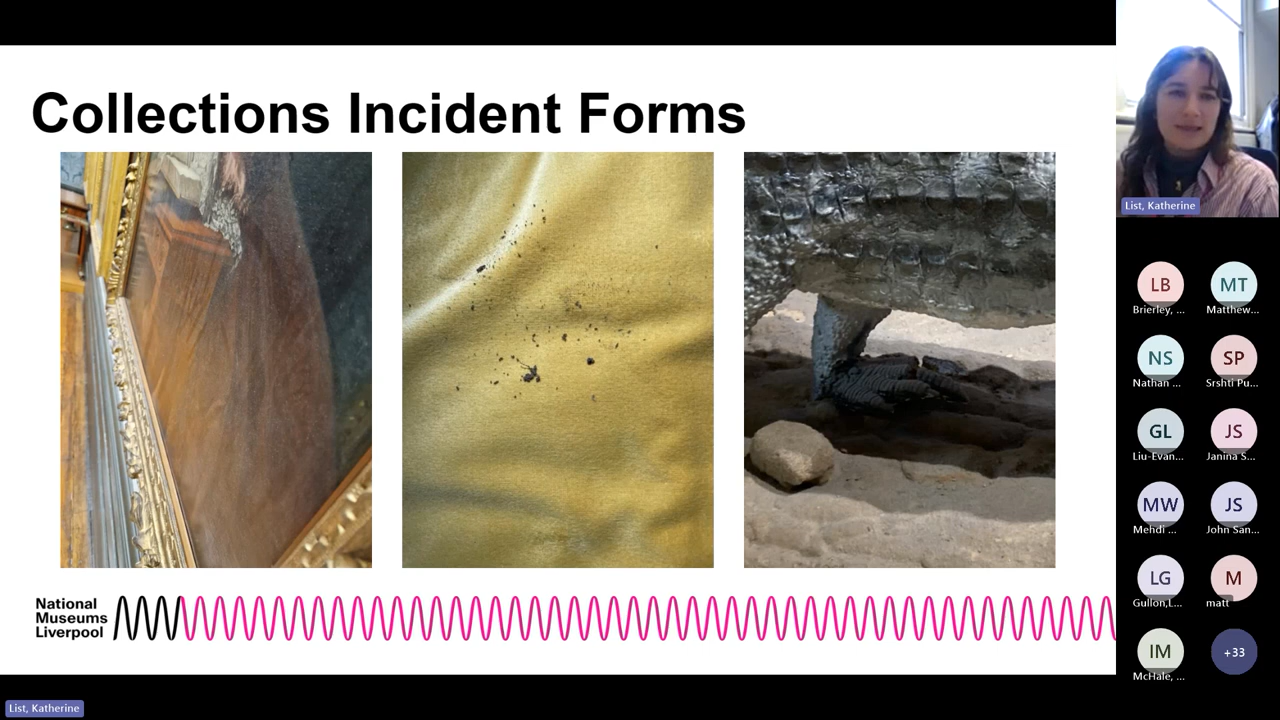 Collections Incident Forms
National
Museums
Liverpool
List, Katherine
LB
Brierley, ...
MT
Matthew...
NS
Nathan ...
SP
Srshti Pu...
GL
Liu-Evan...
JS
Janina S...
MW
Mehdi ...
JS
John San...
LG
Gullon,L...
M
matt
IM
McHale, ...
+33
List, Katherine